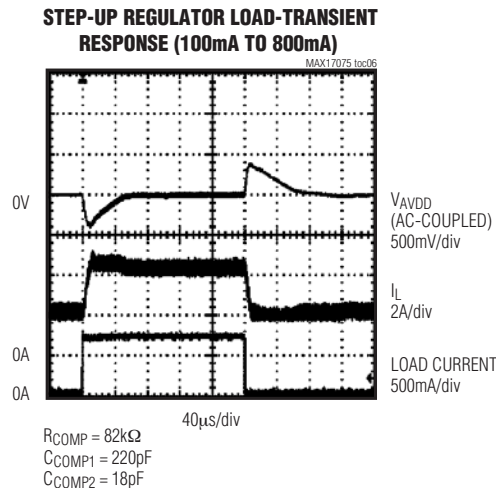 STEP-UP REGULATOR LOAD-TRANSIENT
RESPONSE (100mA TO 800mA)
MAX17075 toc06
0V
VAVDD
(AC-COUPLED)
500mV/div
IL
2A/div
0A
LOAD CURRENT
500mA/div
0A
40μs/div
RCOMP = 82kΩ
CCOMP1 = 220pF
CCOMP2 = 18pF